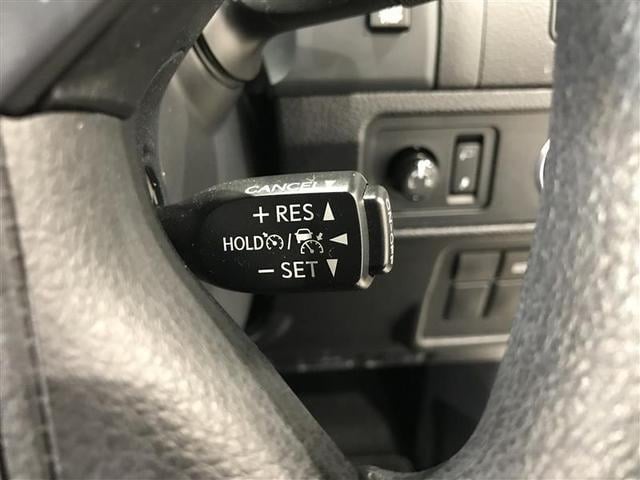 CANCEL
+ RES
HOLD /
- SET